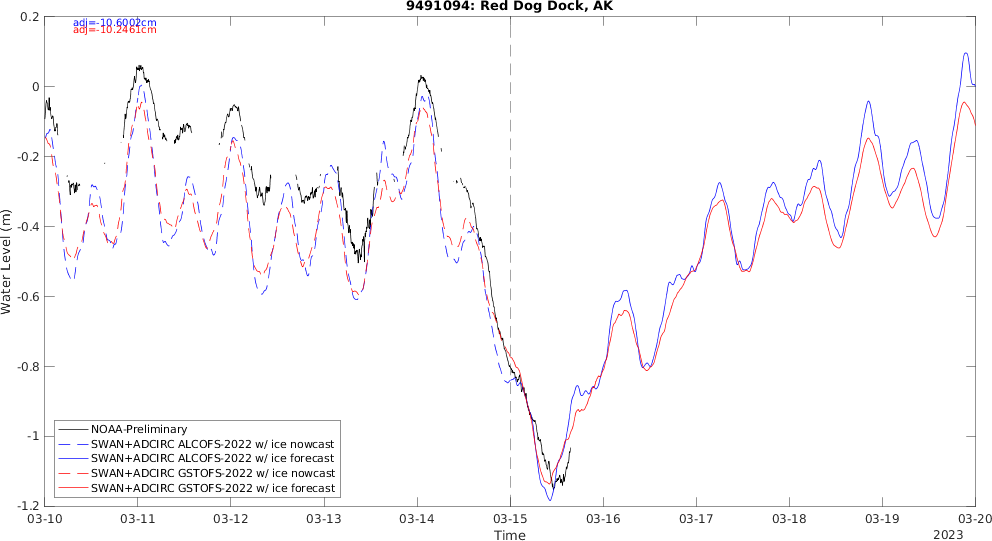 9491094: Red Dog Dock, AK
adj=-10.6002cm
adj=-10.2461cm
0.2
0
-0.2
-0.4
-0.6
-0.8
-1
-1.2
Water Level (m)
NOAA-Preliminary
SWAN+ADCIRC ALCOFS-2022 w/ ice nowcast
SWAN+ADCIRC ALCOFS-2022 w/ ice forecast
SWAN+ADCIRC GSTOFS-2022 w/ ice nowcast
SWAN+ADCIRC GSTOFS-2022 w/ ice forecast
03-10 03-11 03-12 03-13 03-14 03-15 03-16 03-17 03-18 03-19 03-20
Time
2023